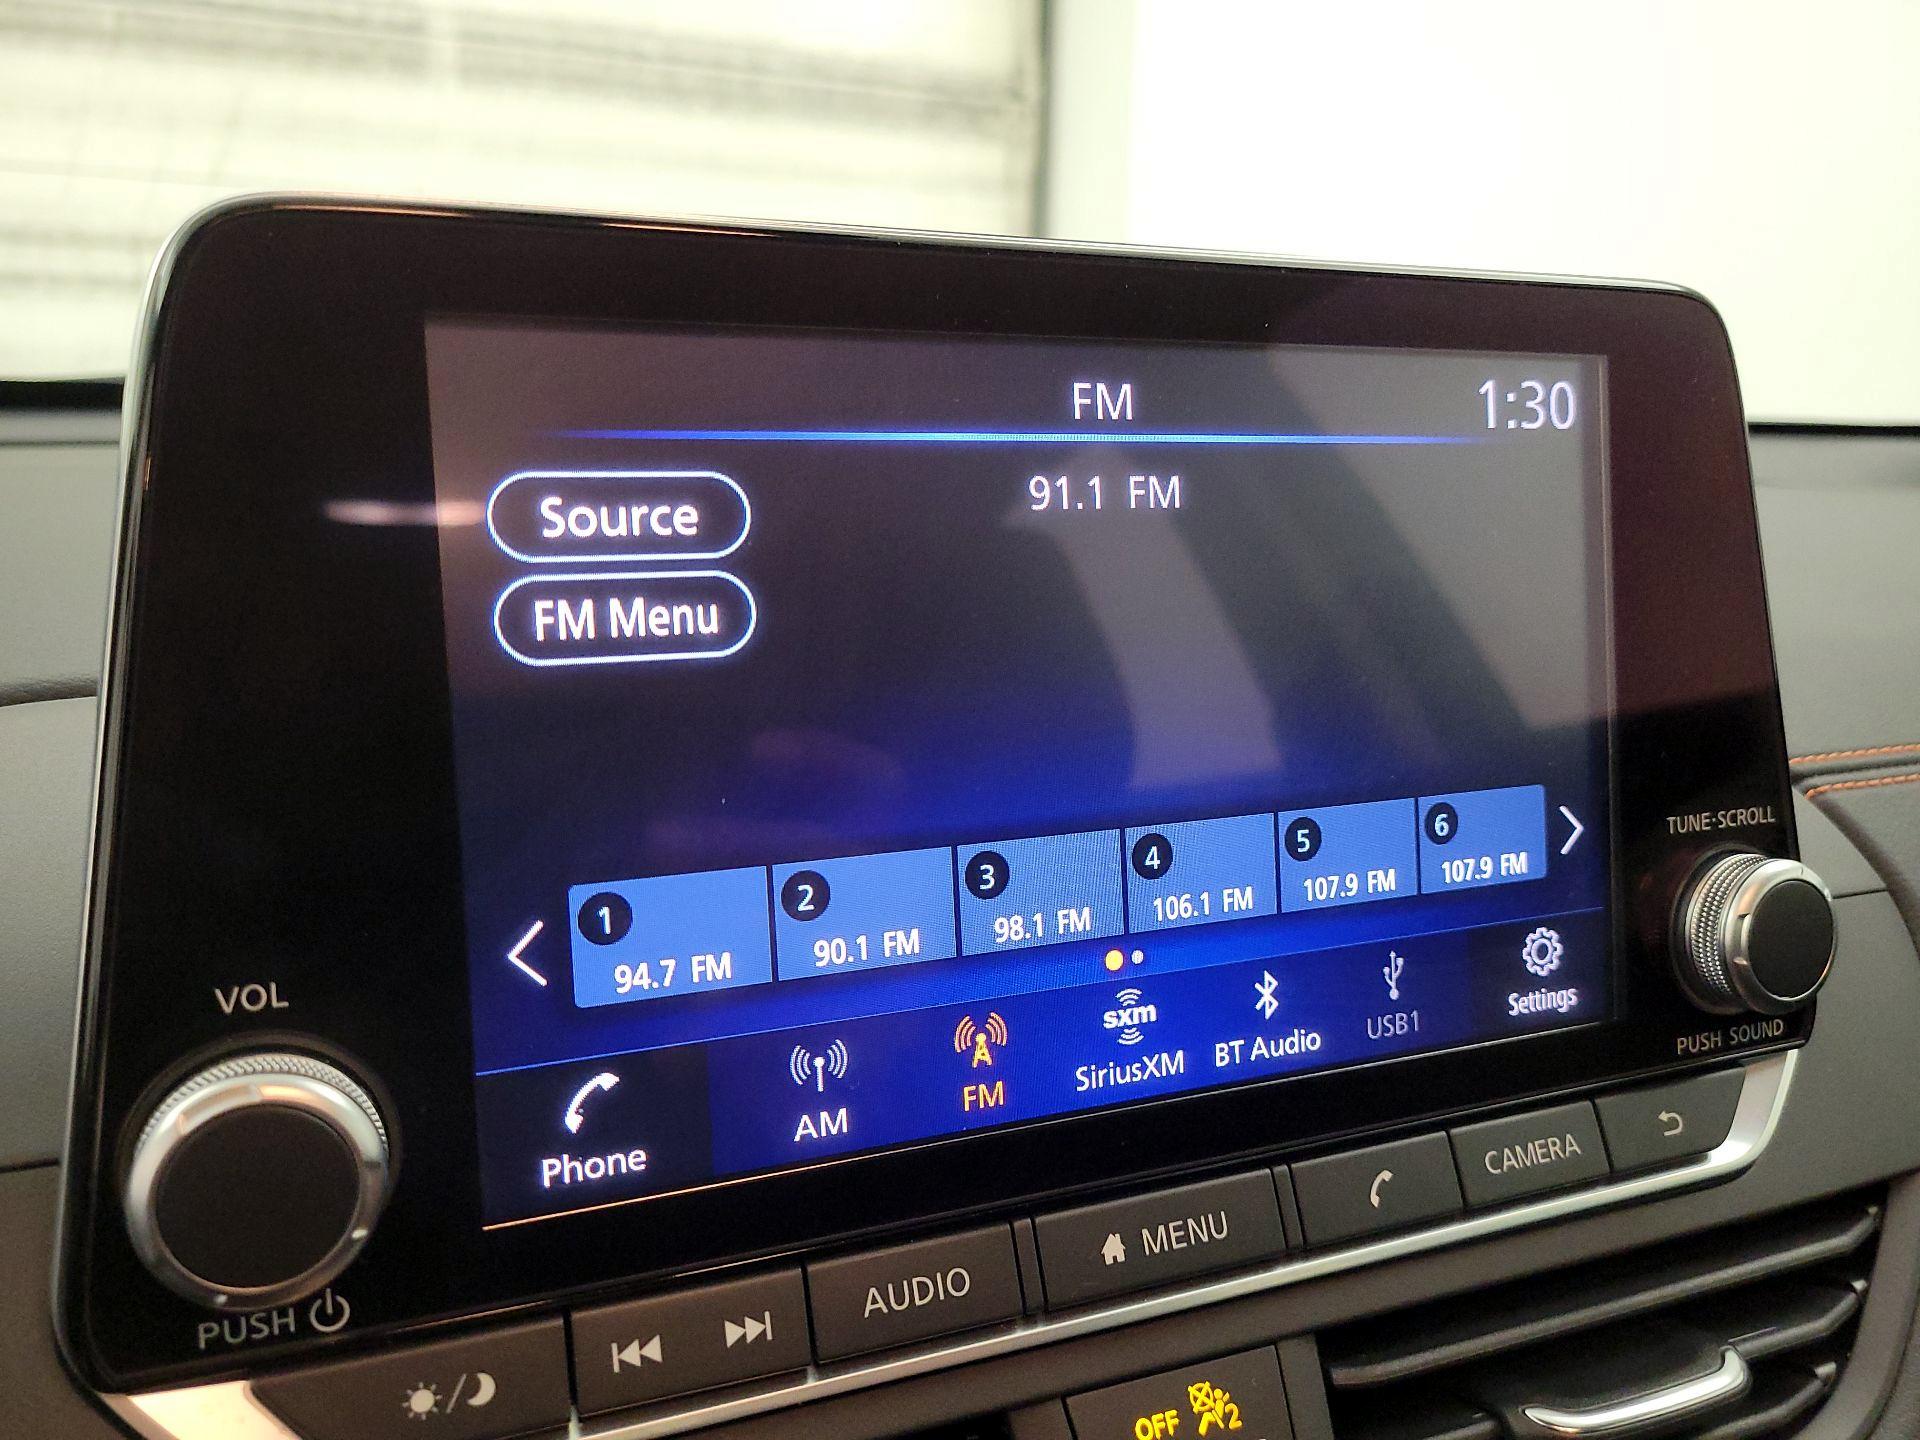 FM
1:30
91.1 FM
Source
FM Menu
1
94.7 FM
2
90.1 FM
3
98.1 FM
4
106.1 FM
5
107.9 FM
6
107.9 FM
Phone
AM
FM
sxm
SiriusXM
BT Audio
USB1
Settings
VOL
PUSH
TUNE·SCROLL
PUSH SOUND
AUDIO
MENU
CAMERA
OFF
2